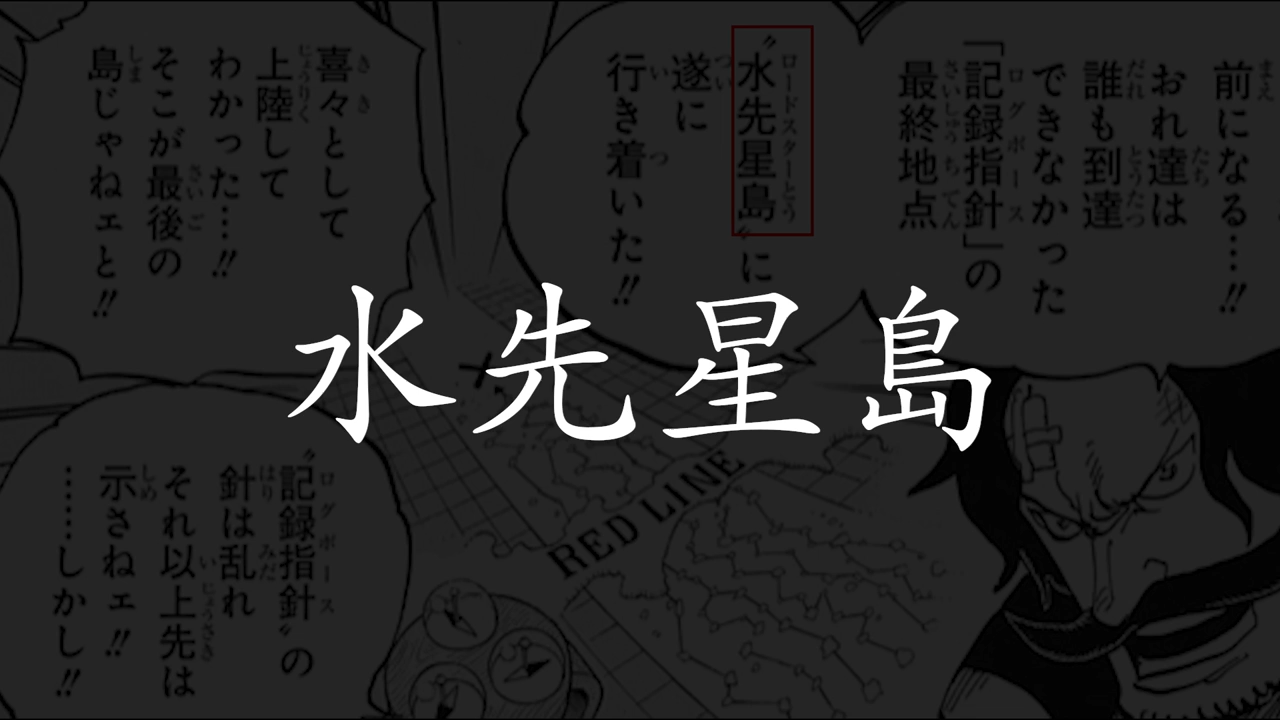 前になる…!!
おれ達は
誰も到達
できなかった
「記録指針」の
最終地点
"水先星島"に
遂に
行き着いた!!
喜々として
上陸して
わかった…!!
そこが最後の
島じゃねェと!!
"記録指針"の
針は乱れ
それ以上先は
示さねェ!!
……しかし!!
水先星島
RED LINE